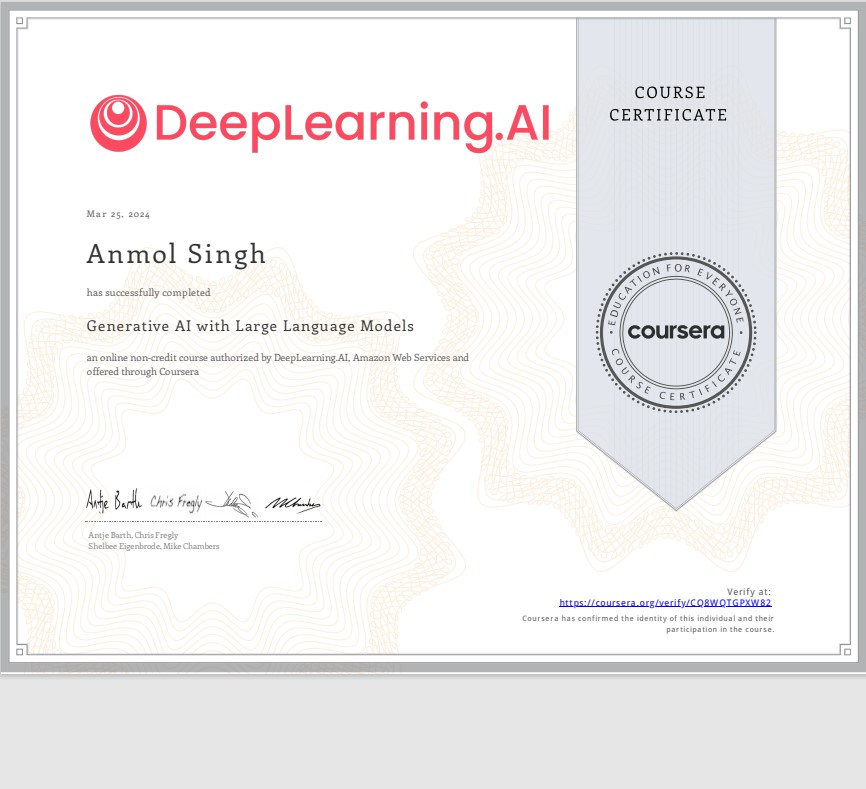 DeepLearning.AI
COURSE
CERTIFICATE
Mar 25, 2024
Anmol Singh
has successfully completed
Generative AI with Large Language Models
an online non-credit course authorized by DeepLearning.AI, Amazon Web Services and
offered through Coursera
EDUCATION FOR EVERYONE
coursera
COURSE CERTIFICATE
Antje Barth Chris Fregly
Antje Barth, Chris Fregly
Shelbee Eigenbrode, Mike Chambers
Verify at:
https://coursera.org/verify/CQ8WQTGPXW82
Coursera has confirmed the identity of this individual and their
participation in the course.